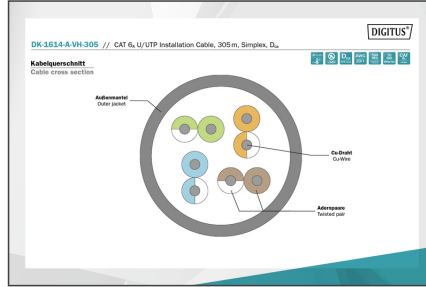 DIGITUS®
DK-1614-A-VH-305 // CAT 6A U/UTP Installation Cable, 305 m, Simplex, Dca
Kabelquerschnitt
Cable cross section
Außenmantel
Outer jacket
Cu-Draht
Cu-Wire
Adernpaare
Twisted pair